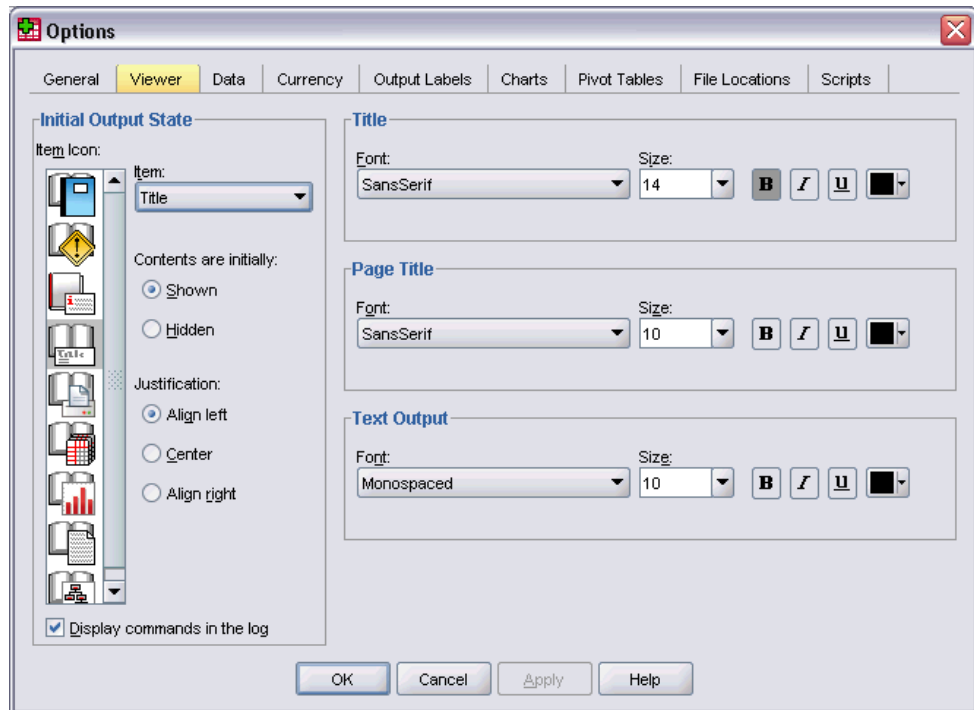 Options
General Viewer Data Currency Output Labels Charts Pivot Tables File Locations Scripts
Initial Output State
Item Icon:
Item:
Title
Title
Contents are initially:
Shown
Hidden
Justification:
Align left
Center
Align right
Display commands in the log
Title
Font: Size:
SansSerif 14 B I U
Page Title
Font: Size:
SansSerif 10 B I U
Text Output
Font: Size:
Monospaced 10 B I U
OK Cancel Apply Help